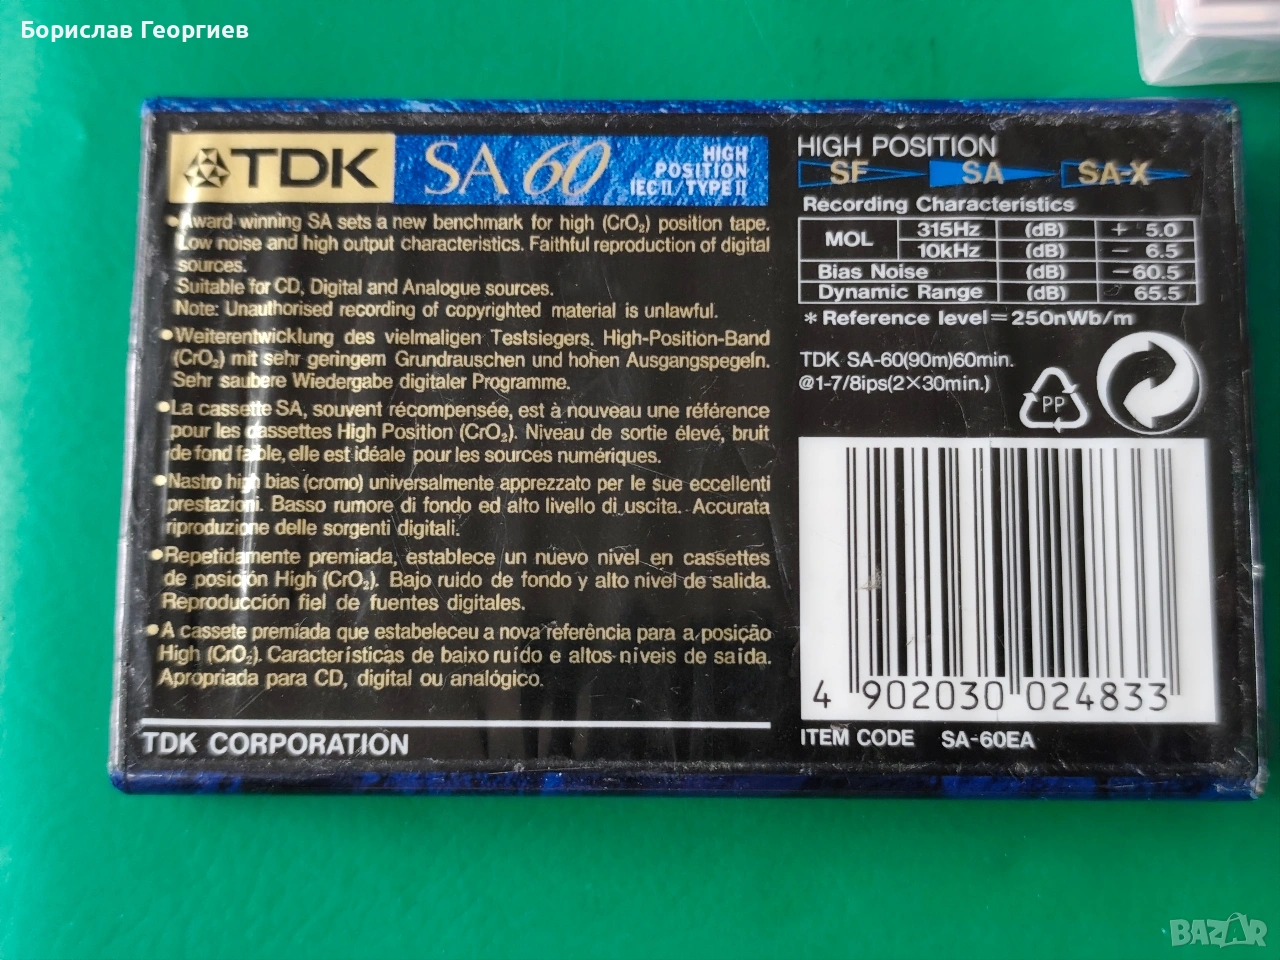 Борислав Георгиев
TDK SA 60 HIGH
POSITION
IEC II / TYPE II
• Award winning SA sets a new benchmark for high (CrO₂) position tape.
Low noise and high output characteristics. Faithful reproduction of digital
sources.
Suitable for CD, Digital and Analogue sources.
Note: Unauthorised recording of copyrighted material is unlawful.
• Weiterentwicklung des vielmaligen Testsiegers. High-Position-Band
(CrO₂) mit sehr geringem Grundrauschen und hohen Ausgangspegeln.
Sehr saubere Wiedergabe digitaler Programme.
• La cassette SA, souvent récompensée, est à nouveau une référence
pour les cassettes High Position (CrO₂). Niveau de sortie élevé, bruit
de fond faible, elle est idéale pour les sources numériques.
• Nastro high bias (cromo) universalmente apprezzato per le sue eccellenti
prestazioni. Basso rumore di fondo ed alto livello di uscita. Accurata
riproduzione delle sorgenti digitali.
• Repetidamente premiada, establece un nuevo nivel en cassettes
de posición High (CrO₂). Bajo ruido de fondo y alto nivel de salida.
Reproducción fiel de fuentes digitales.
• A cassete premiada que estabeleceu a nova referência para a posição
High (CrO₂). Características de baixo ruído e altos níveis de saída.
Apropriada para CD, digital ou analógico.
TDK CORPORATION
HIGH POSITION
SF SA SA-X
Recording Characteristics
MOL 315Hz (dB) + 5.0
10kHz (dB) − 6.5
Bias Noise (dB) −60.5
Dynamic Range (dB) 65.5
* Reference level=250nWb/m
TDK SA-60(90m)60min.
@1-7/8ips(2×30min.)
PP
4 902030 024833
ITEM CODE SA-60EA
BAZAR